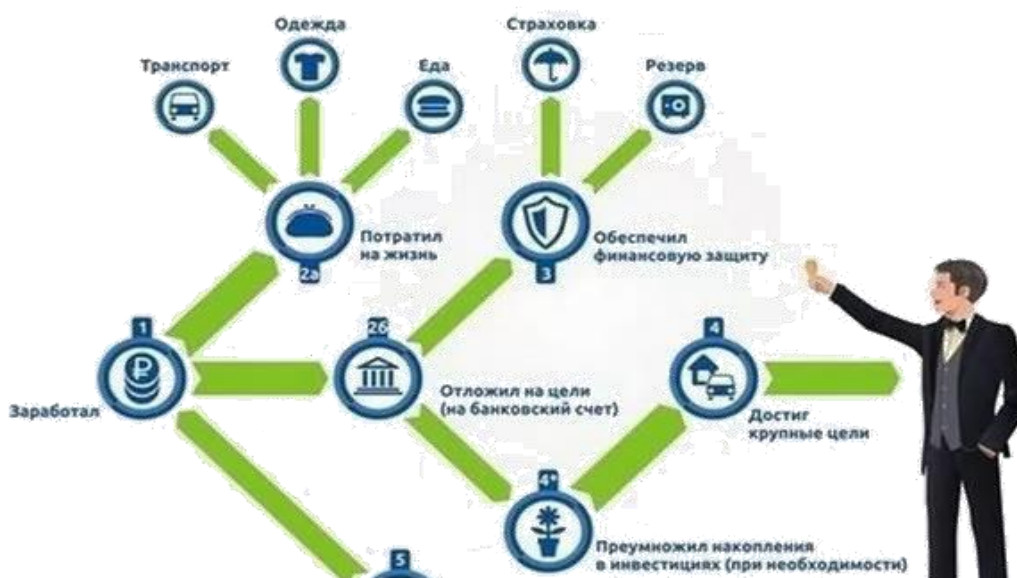 Одежда
Страховка
Транспорт
Еда
Резерв
Потратил
на жизнь
2а
Обеспечил
финансовую защиту
3
1
2б
4
Заработал
Отложил на цели
(на банковский счет)
Достиг
крупные цели
4*
Преумножил накопления
в инвестициях (при необходимости)
5